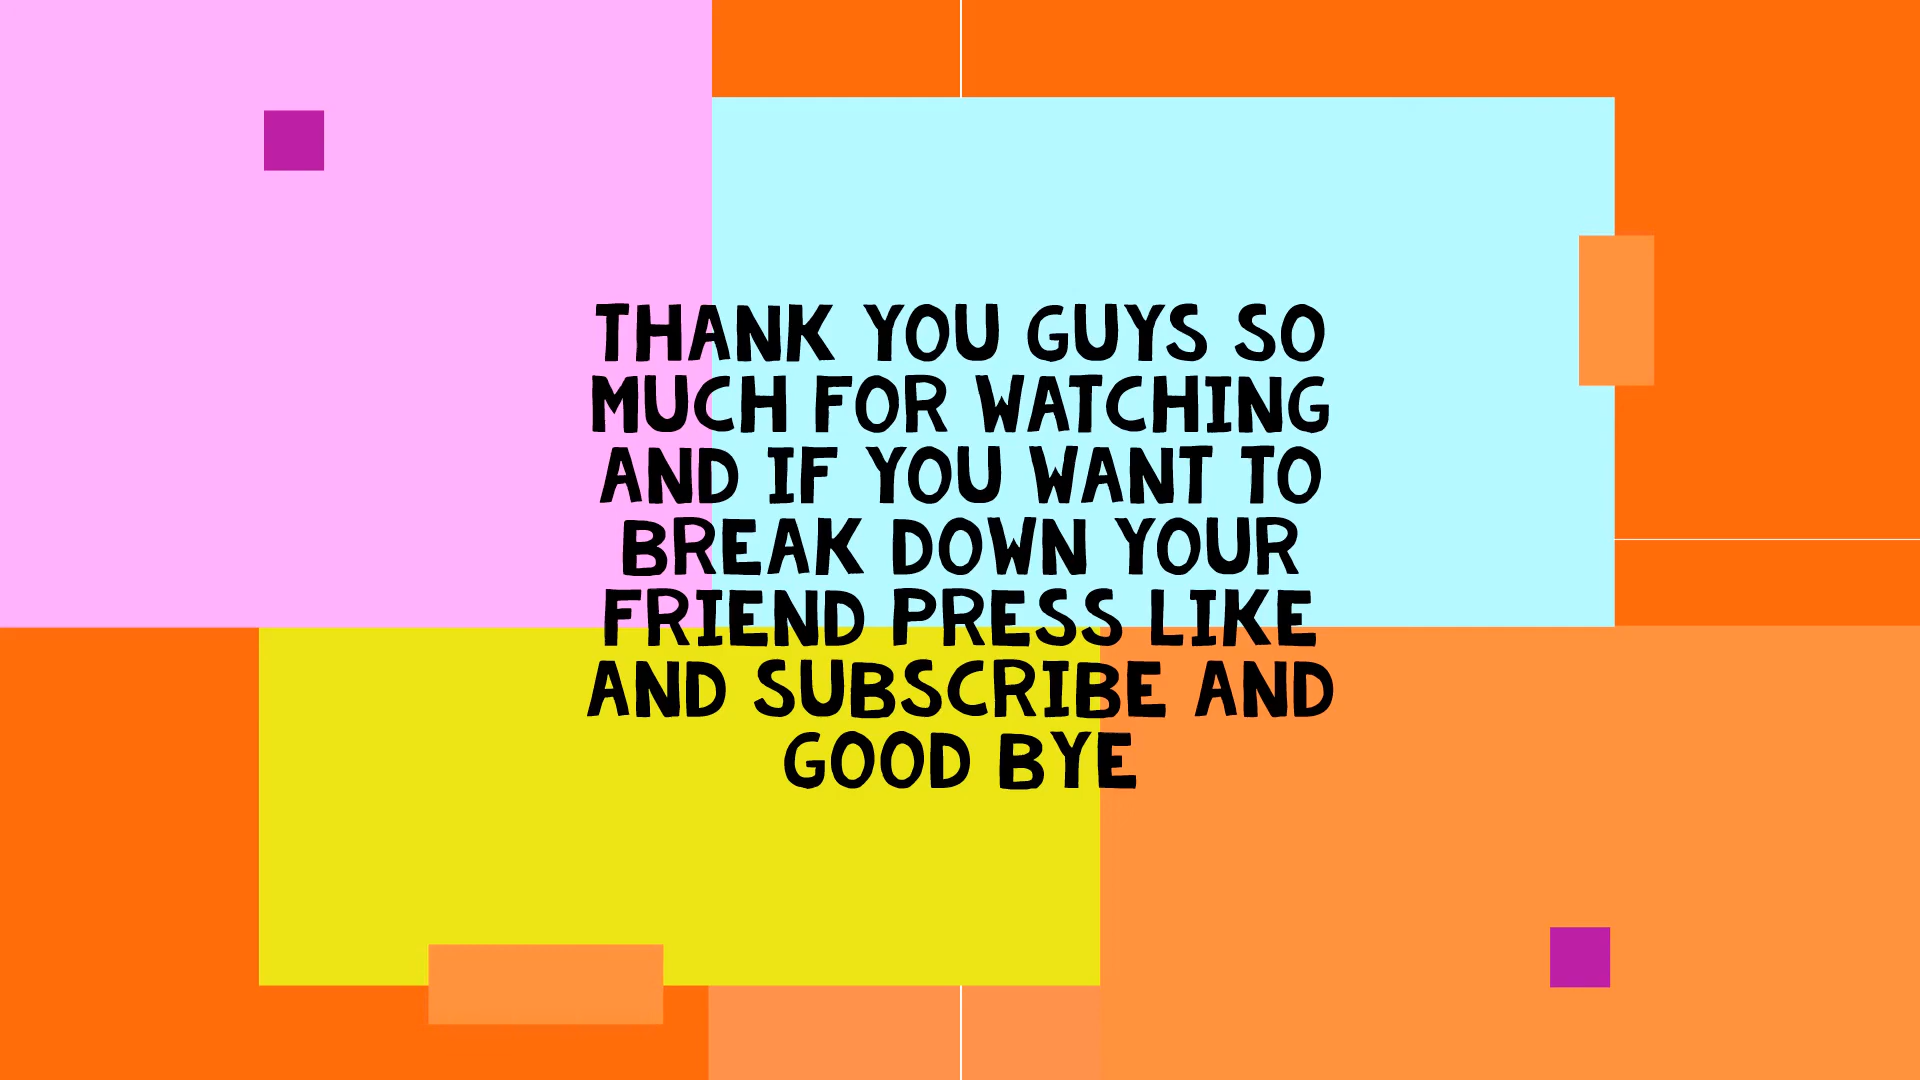 THANK YOU GUYS SO
MUCH FOR WATCHING
AND IF YOU WANT TO
BREAK DOWN YOUR
FRIEND PRESS LIKE
AND SUBSCRIBE AND
GOOD BYE